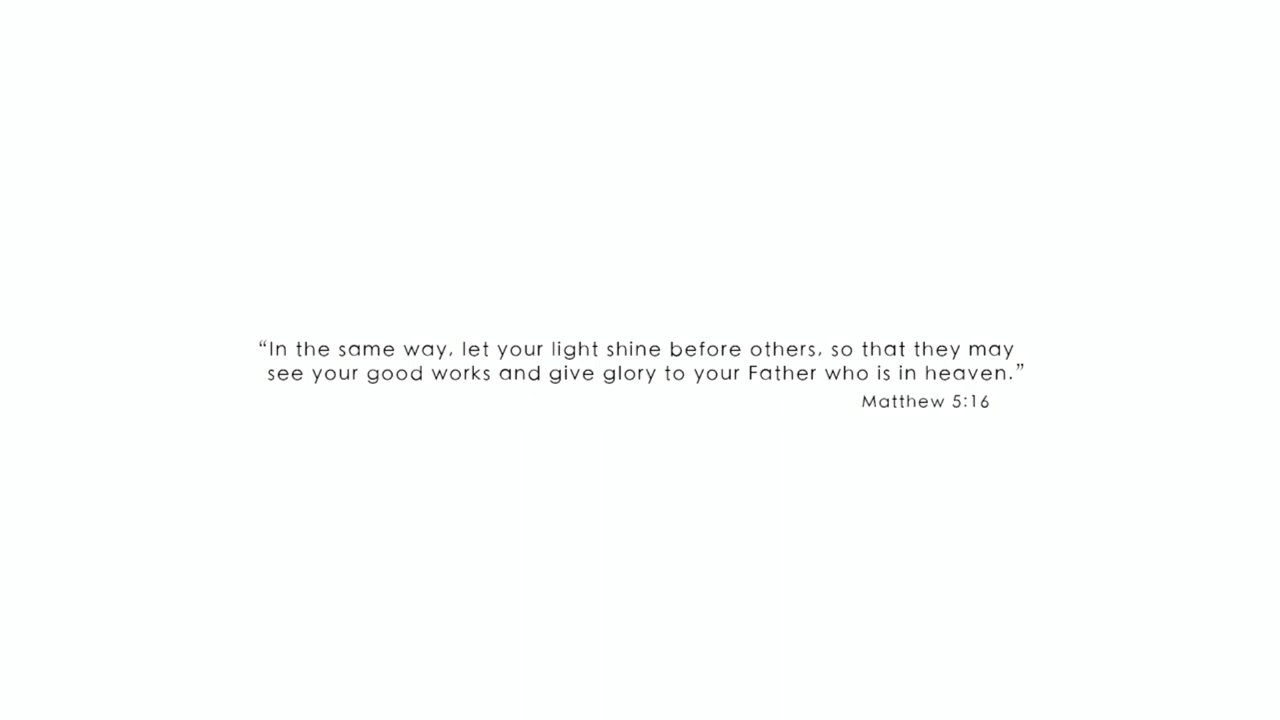 “In the same way, let your light shine before others, so that they may
see your good works and give glory to your Father who is in heaven.”
Matthew 5:16